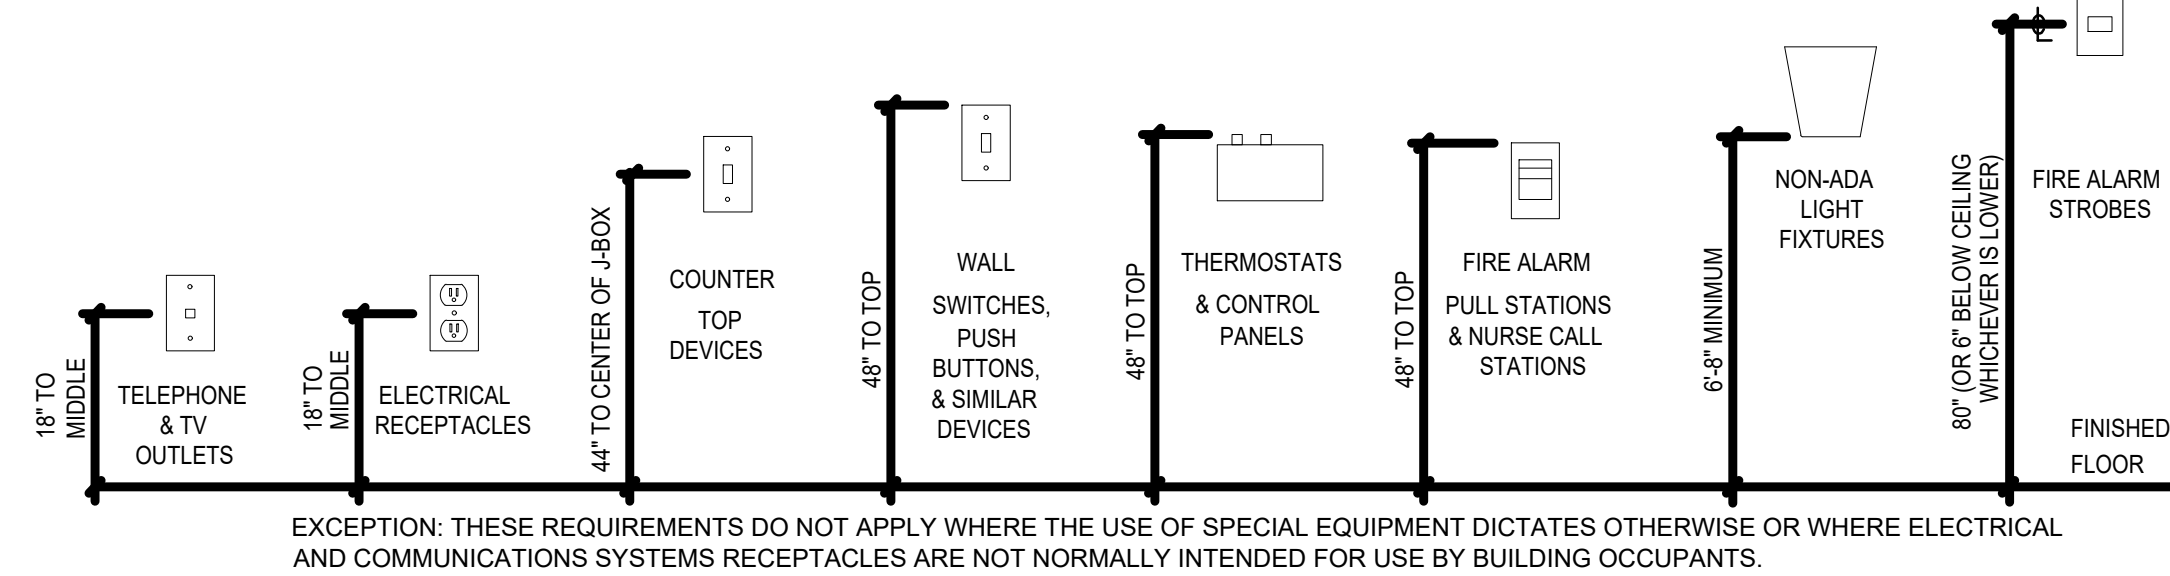 18" TO
MIDDLE
TELEPHONE
& TV
OUTLETS
18" TO
MIDDLE
ELECTRICAL
RECEPTACLES
44" TO CENTER OF J-BOX
COUNTER
TOP
DEVICES
48" TO TOP
WALL
SWITCHES,
PUSH
BUTTONS,
& SIMILAR
DEVICES
48" TO TOP
THERMOSTATS
& CONTROL
PANELS
48" TO TOP
FIRE ALARM
PULL STATIONS
& NURSE CALL
STATIONS
6'-8" MINIMUM
NON-ADA
LIGHT
FIXTURES
80" (OR 6" BELOW CEILING
WHICHEVER IS LOWER)
FIRE ALARM
STROBES
FINISHED
FLOOR
EXCEPTION: THESE REQUIREMENTS DO NOT APPLY WHERE THE USE OF SPECIAL EQUIPMENT DICTATES OTHERWISE OR WHERE ELECTRICAL
AND COMMUNICATIONS SYSTEMS RECEPTACLES ARE NOT NORMALLY INTENDED FOR USE BY BUILDING OCCUPANTS.